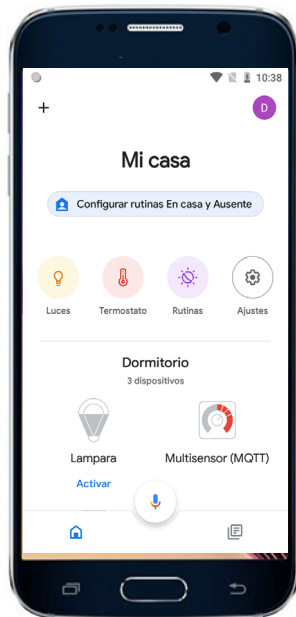 10:38
+
D
Mi casa
Configurar rutinas En casa y Ausente
Luces Termostato Rutinas Ajustes
Dormitorio
3 dispositivos
Lampara Multisensor (MQTT)
Activar